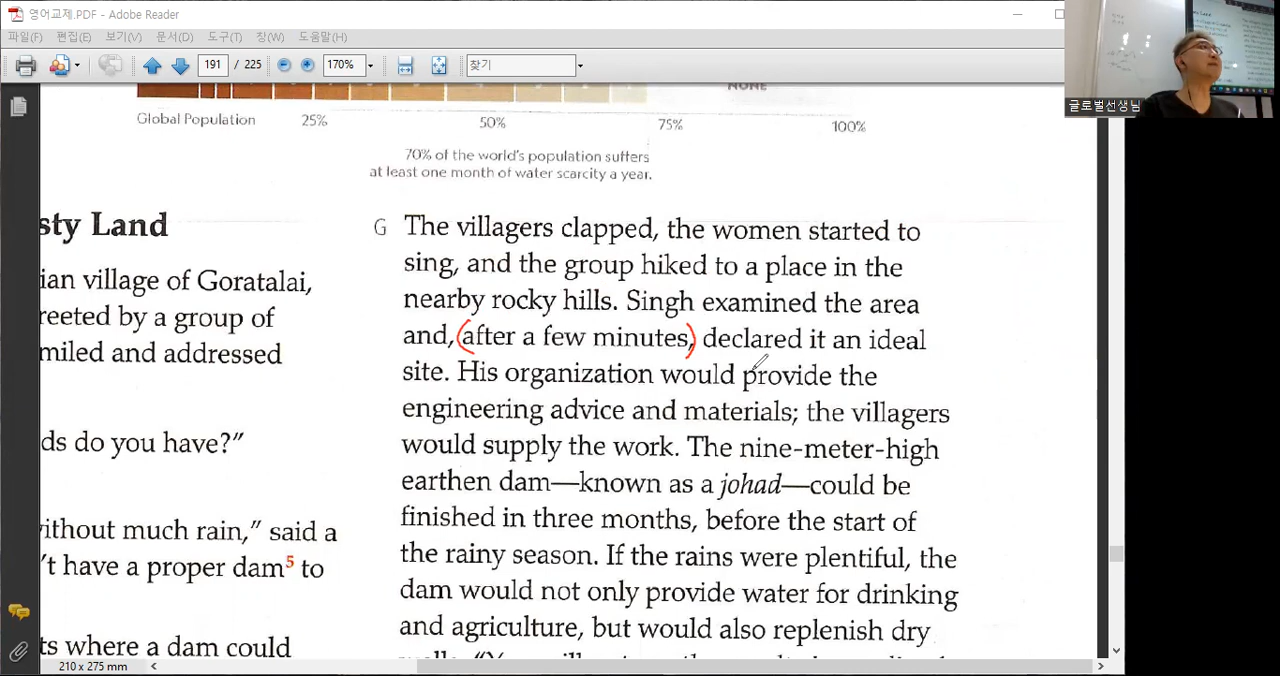 영어교제.PDF - Adobe Reader
파일(F) 편집(E) 보기(V) 문서(D) 도구(T) 창(W) 도움말(H)
191 / 225 170% 찾기
글로벌선생님
NONE
Global Population 25% 50% 75% 100%
70% of the world's population suffers
at least one month of water scarcity a year.
sty Land
ian village of Goratalai,
reeted by a group of
miled and addressed
ds do you have?”
vithout much rain,” said a
’t have a proper dam5 to
ts where a dam could
G The villagers clapped, the women started to
sing, and the group hiked to a place in the
nearby rocky hills. Singh examined the area
and, (after a few minutes,) declared it an ideal
site. His organization would provide the
engineering advice and materials; the villagers
would supply the work. The nine-meter-high
earthen dam—known as a johad—could be
finished in three months, before the start of
the rainy season. If the rains were plentiful, the
dam would not only provide water for drinking
and agriculture, but would also replenish dry
210 x 275 mm